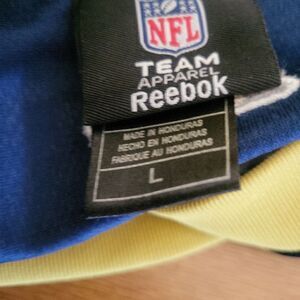 NFL
TEAM
APPAREL
Reebok
MADE IN HONDURAS
HECHO EN HONDURAS
FABRIQUE AU HONDURAS
L